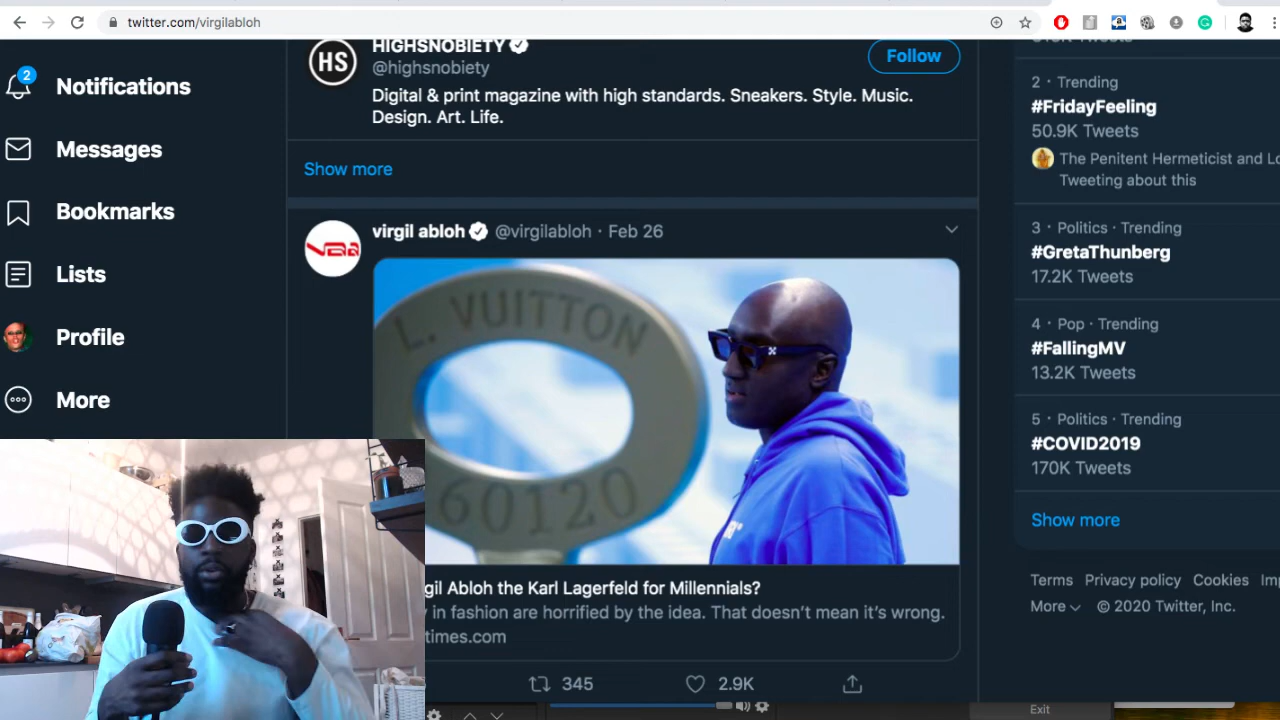 twitter.com/virgilabloh
2
Notifications
Messages
Bookmarks
Lists
Profile
More
HS
HIGHSNOBIETY
@highsnobiety
Follow
Digital & print magazine with high standards. Sneakers. Style. Music.
Design. Art. Life.
Show more
virgil abloh @virgilabloh · Feb 26
L. VUITTON
60120
gil Abloh the Karl Lagerfeld for Millennials?
y in fashion are horrified by the idea. That doesn't mean it's wrong.
times.com
345
2.9K
2 · Trending
#FridayFeeling
50.9K Tweets
The Penitent Hermeticist and Lo
Tweeting about this
3 · Politics · Trending
#GretaThunberg
17.2K Tweets
4 · Pop · Trending
#FallingMV
13.2K Tweets
5 · Politics · Trending
#COVID2019
170K Tweets
Show more
Terms Privacy policy Cookies Im
More © 2020 Twitter, Inc.
Exit